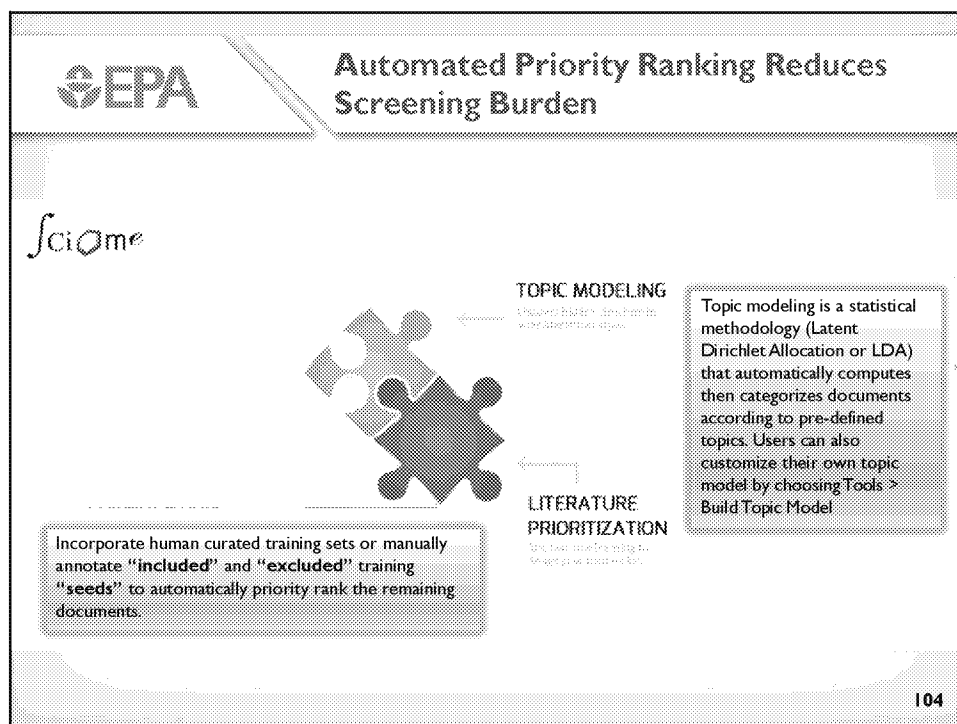 EPA
Automated Priority Ranking Reduces
Screening Burden
Sciome
TOPIC MODELING
Topic modeling is a statistical
methodology (Latent
Dirichlet Allocation or LDA)
that automatically computes
then categorizes documents
according to pre-defined
topics. Users can also
customize their own topic
model by choosing Tools >
Build Topic Model
LITERATURE
PRIORITIZATION
Incorporate human curated training sets or manually
annotate “included” and “excluded” training
“seeds” to automatically priority rank the remaining
documents.
104